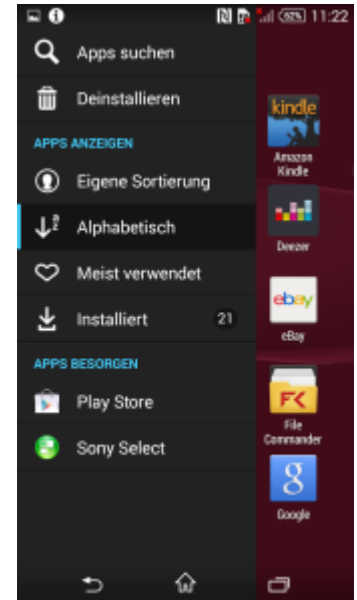 62% 11:22
Apps suchen
Deinstallieren
APPS ANZEIGEN
Eigene Sortierung
Alphabetisch
Meist verwendet
Installiert 21
APPS BESORGEN
Play Store
Sony Select
kindle
Amazon
Kindle
Deezer
ebay
eBay
File
Commander
g
Google